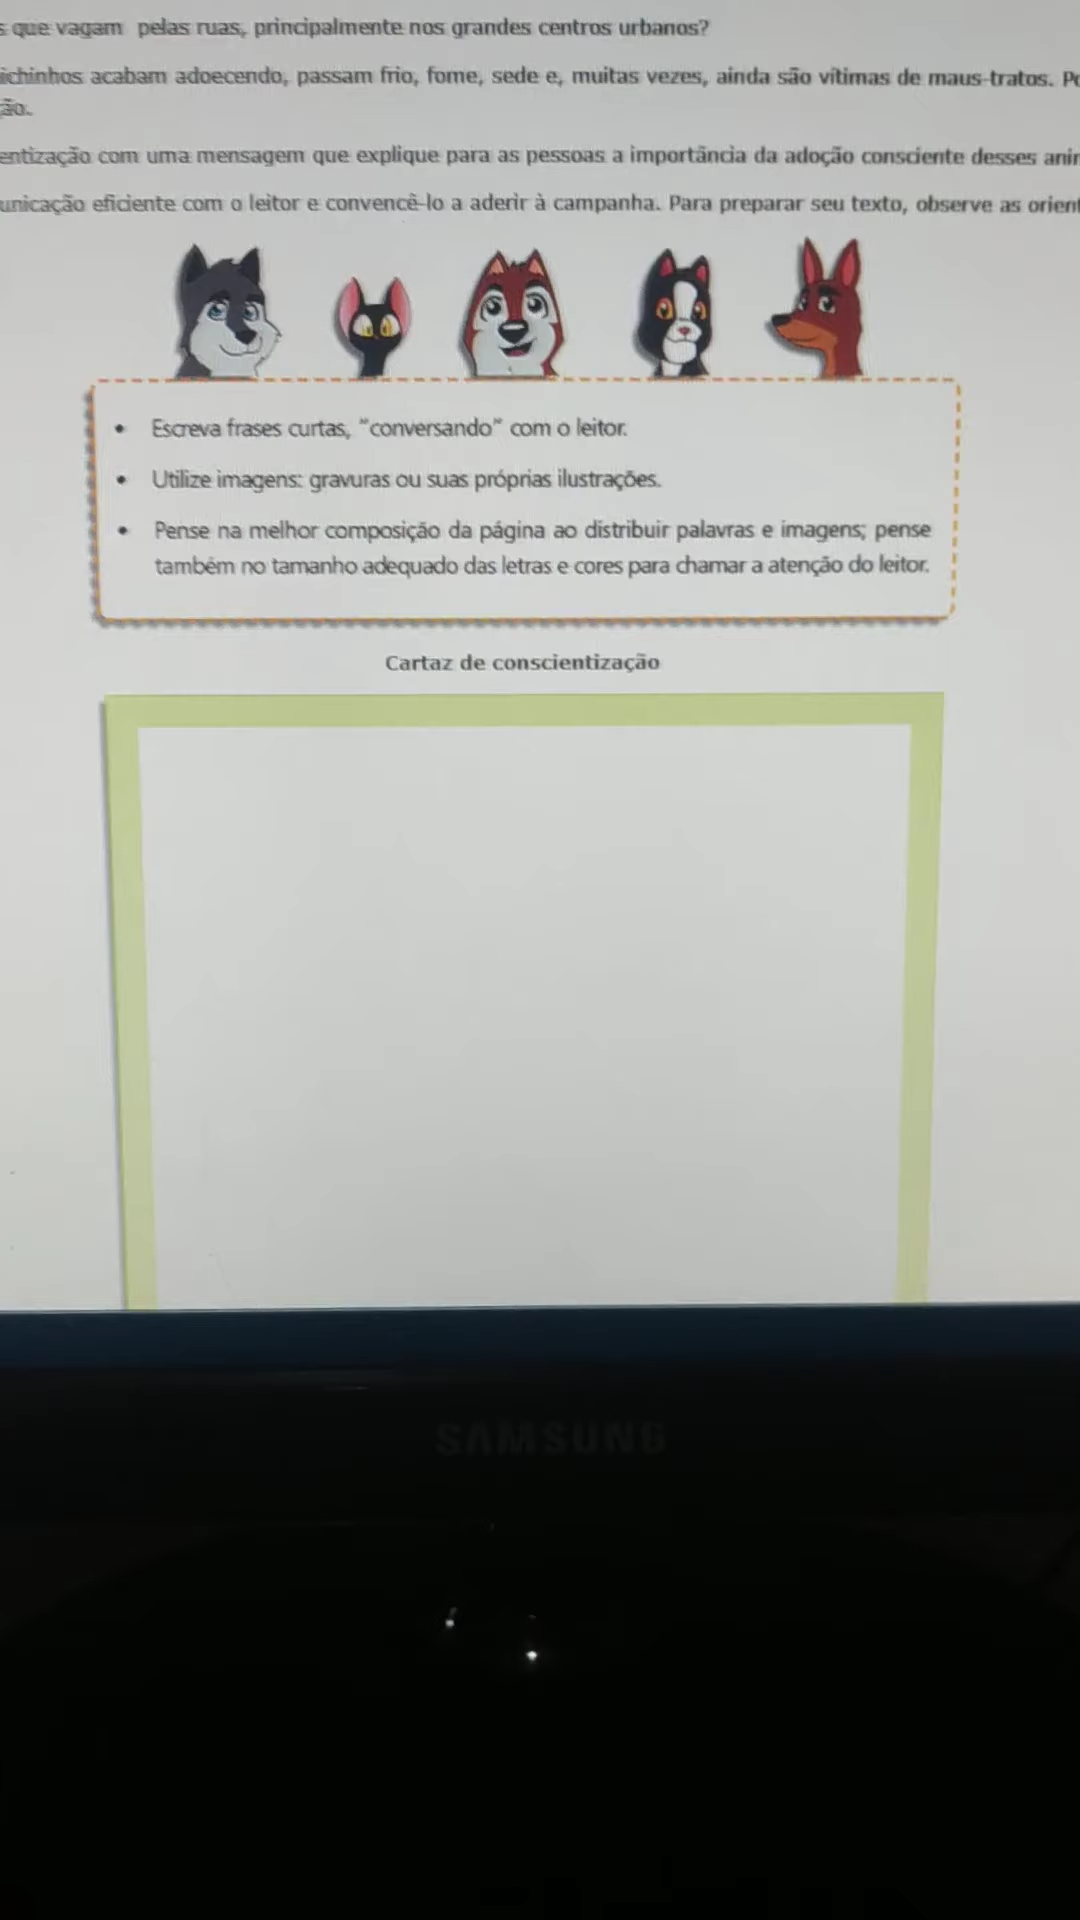 que vagam pelas ruas, principalmente nos grandes centros urbanos?
acabam adoecendo, passam frio, fome, sede e, muitas vezes, ainda são vítimas de maus-tratos.
com uma mensagem que explique para as pessoas a importância da adoção consciente desses
eficiente com o leitor e convencê-lo a aderir à campanha. Para preparar seu texto, observe as
• Escreva frases curtas, “conversando” com o leitor.
• Utilize imagens: gravuras ou suas próprias ilustrações.
• Pense na melhor composição da página ao distribuir palavras e imagens; pense
também no tamanho adequado das letras e cores para chamar a atenção do leitor.
Cartaz de conscientização
SAMSUNG